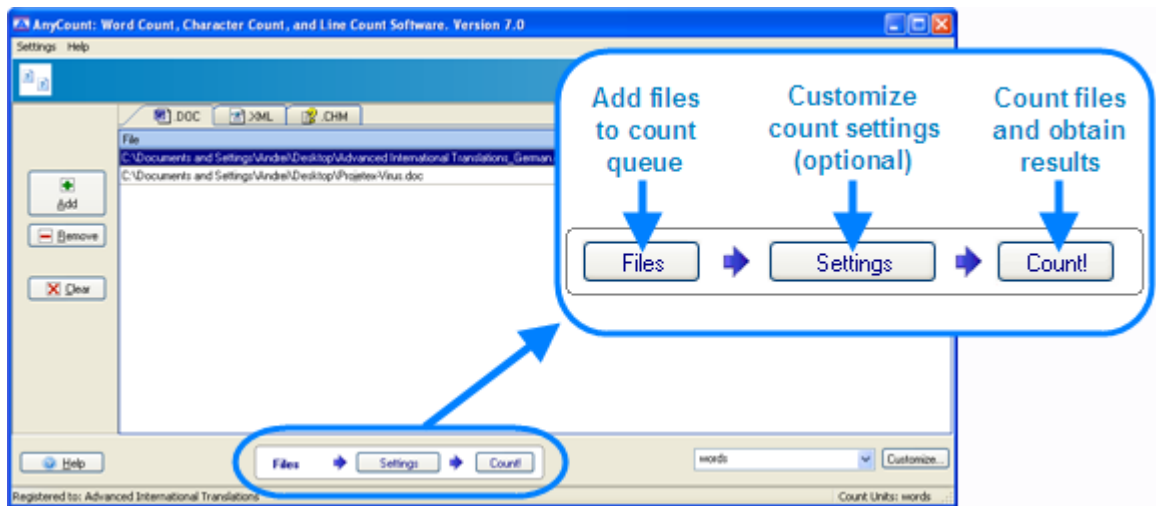 AnyCount: Word Count, Character Count, and Line Count Software. Version 7.0
Settings Help
.DOC .XML .CHM
File
C:\Documents and Settings\Andrei\Desktop\Advanced International Translations_German.
C:\Documents and Settings\Andrei\Desktop\Projetex-Virus.doc
Add
Remove
Clear
Add files
to count
queue
Customize
count settings
(optional)
Count files
and obtain
results
Files Settings Count!
Help
Files Settings Count!
words Customize...
Registered to: Advanced International Translations Count Units: words